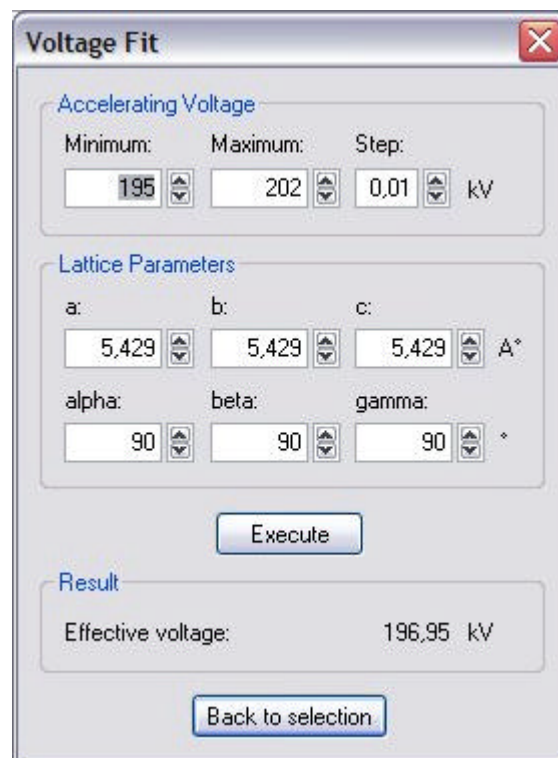 Voltage Fit
Accelerating Voltage
Minimum: Maximum: Step:
195 202 0,01 kV
Lattice Parameters
a: b: c:
5,429 5,429 5,429 A°
alpha: beta: gamma:
90 90 90 °
Execute
Result
Effective voltage: 196,95 kV
Back to selection